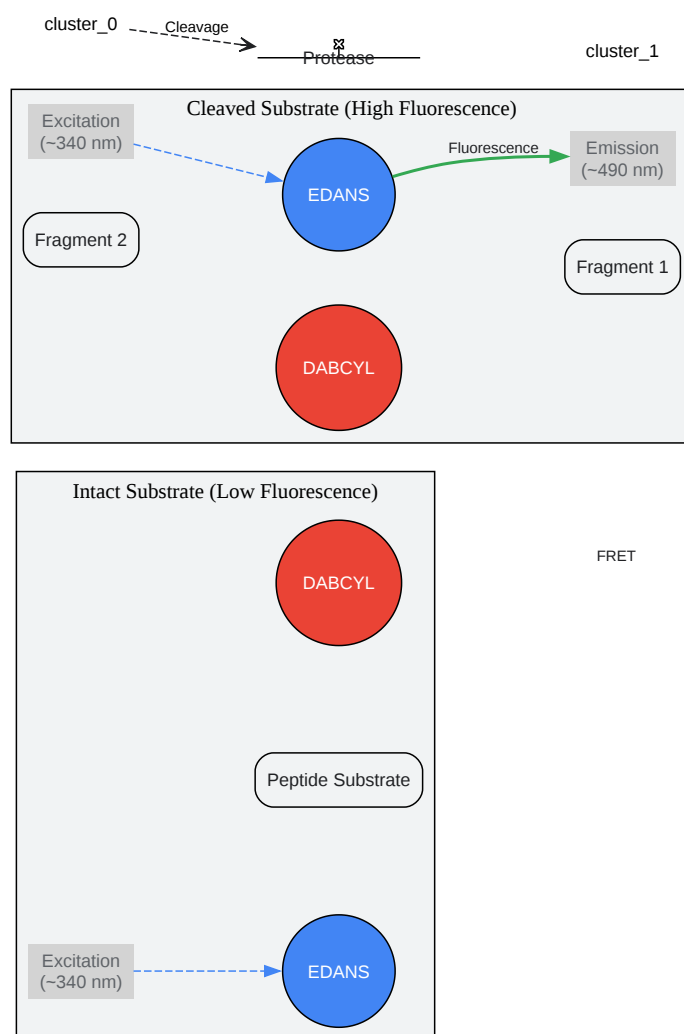 cluster_0
Cleavage
Protease
cluster_1
Cleaved Substrate (High Fluorescence)
Excitation
(~340 nm)
EDANS
Fluorescence
Emission
(~490 nm)
Fragment 2
Fragment 1
DABCYL
Intact Substrate (Low Fluorescence)
DABCYL
FRET
Peptide Substrate
Excitation
(~340 nm)
EDANS